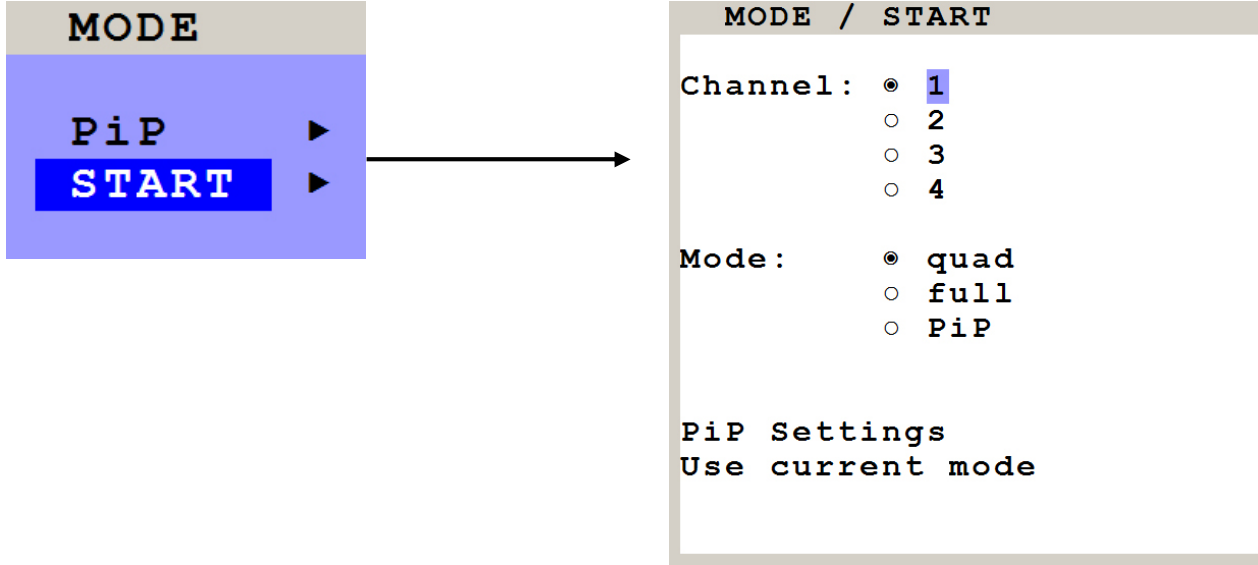 MODE
PiP ►
START ►
MODE / START
Channel: ◉ 1
○ 2
○ 3
○ 4
Mode: ◉ quad
○ full
○ PiP
PiP Settings
Use current mode